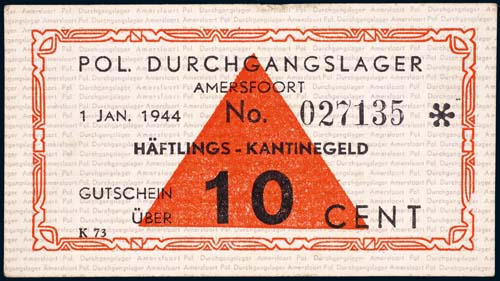 POL. DURCHGANGSLAGER
AMERSFOORT
1 JAN. 1944 No. 027135 *
HÄFTLINGS - KANTINEGELD
GUTSCHEIN
ÜBER 10 CENT
K 73